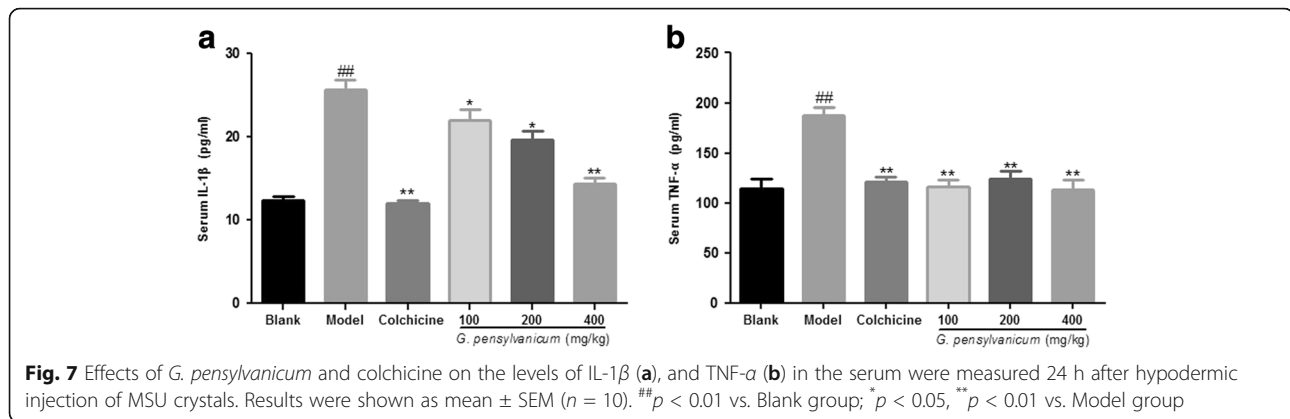 a
30
20
10
0
Serum IL-1β (pg/ml)
##
**
*
*
**
Blank Model Colchicine 100 200 400
G. pensylvanicum (mg/kg)
b
250
200
150
100
50
0
Serum TNF-α (pg/ml)
##
**
**
**
**
Blank Model Colchicine 100 200 400
G. pensylvanicum (mg/kg)
Fig. 7 Effects of G. pensylvanicum and colchicine on the levels of IL-1β (a), and TNF-α (b) in the serum were measured 24 h after hypodermic
injection of MSU crystals. Results were shown as mean ± SEM (n = 10). ##p < 0.01 vs. Blank group; *p < 0.05, **p < 0.01 vs. Model group